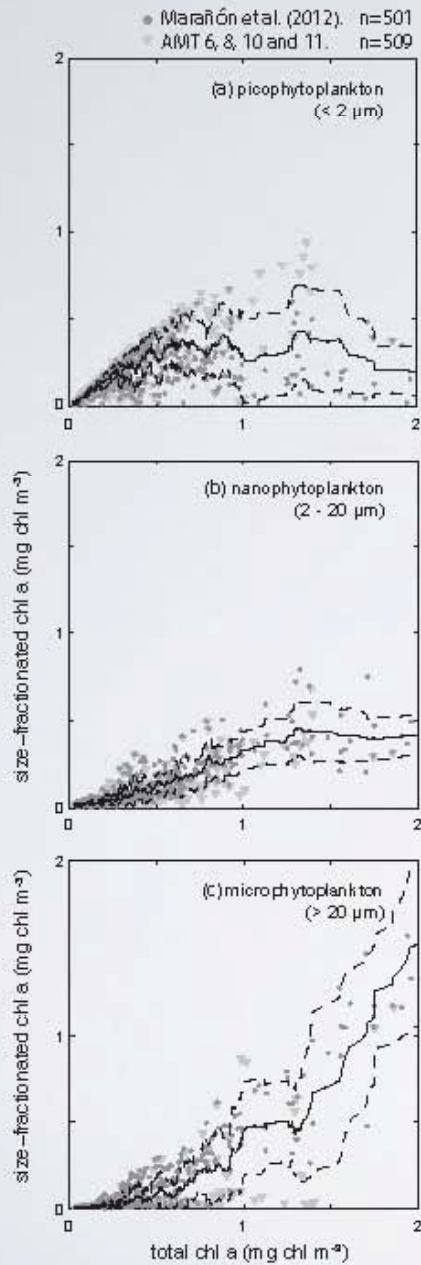 Marañón et al. (2012). n=501
AMT 6, 8, 10 and 11. n=509
2
(a) picophytoplankton
(< 2 µm)
1
0
0 1 2
2
(b) nanophytoplankton
(2 - 20 µm)
1
0
0 1 2
size-fractionated chl a (mg chl m⁻³)
2
(c) microphytoplankton
(> 20 µm)
1
0
0 1 2
size-fractionated chl a (mg chl m⁻³)
total chl a (mg chl m⁻³)